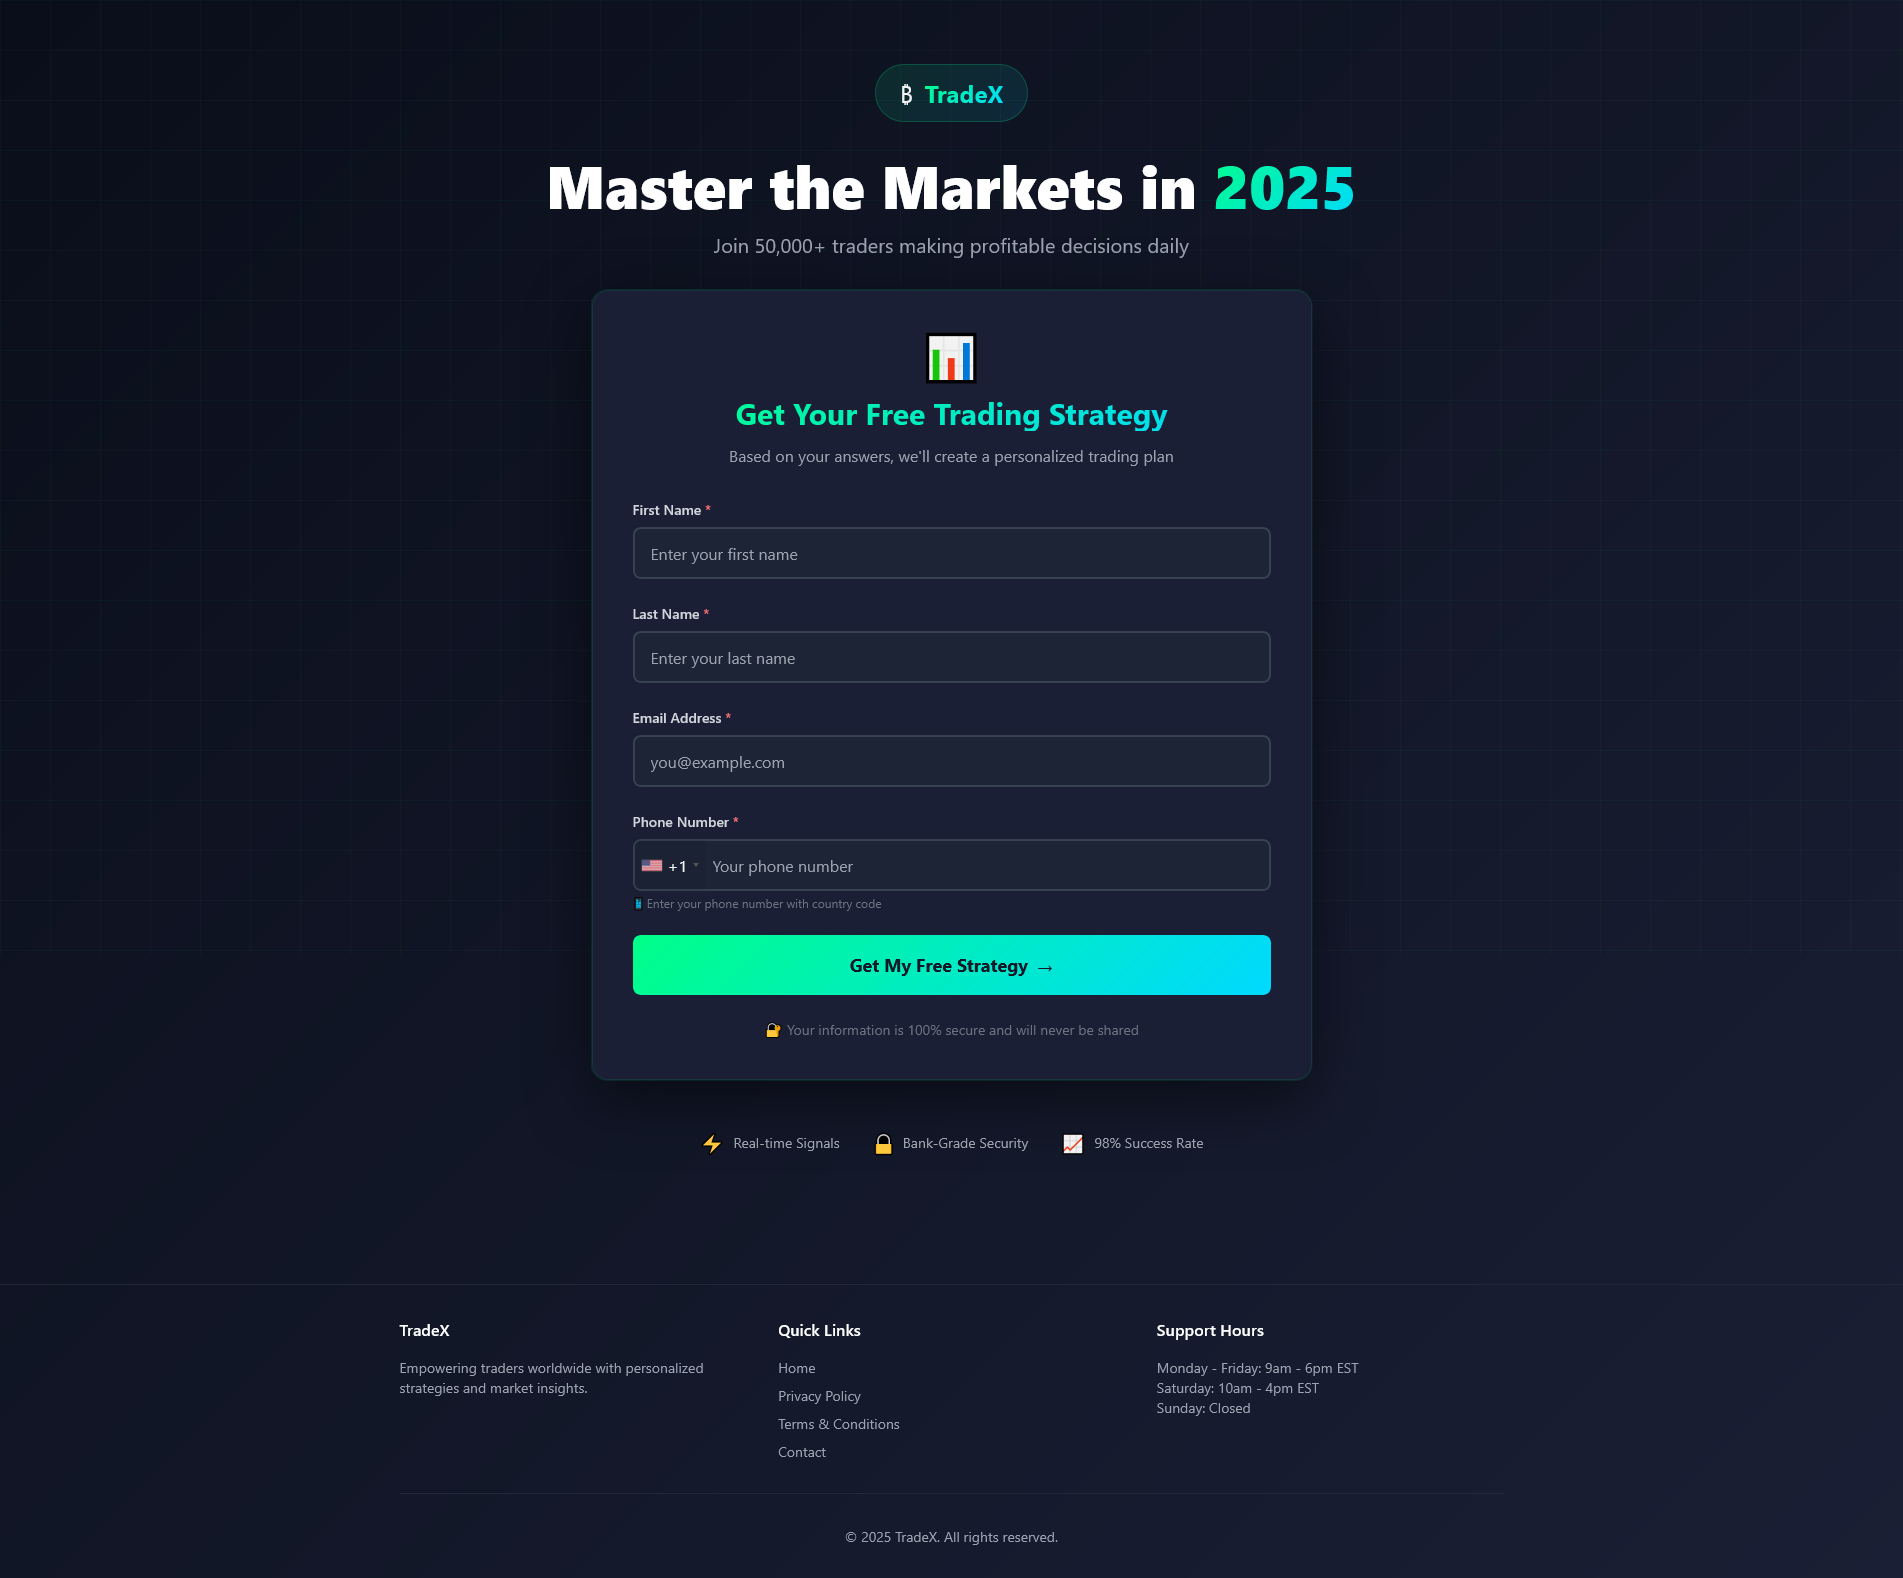 ₿ TradeX
Master the Markets in 2025
Join 50,000+ traders making profitable decisions daily
Get Your Free Trading Strategy
Based on your answers, we'll create a personalized trading plan
First Name *
Enter your first name
Last Name *
Enter your last name
Email Address *
you@example.com
Phone Number *
+1 Your phone number
Enter your phone number with country code
Get My Free Strategy →
Your information is 100% secure and will never be shared
Real-time Signals
Bank-Grade Security
98% Success Rate
TradeX
Empowering traders worldwide with personalized
strategies and market insights.
Quick Links
Home
Privacy Policy
Terms & Conditions
Contact
Support Hours
Monday - Friday: 9am - 6pm EST
Saturday: 10am - 4pm EST
Sunday: Closed
© 2025 TradeX. All rights reserved.